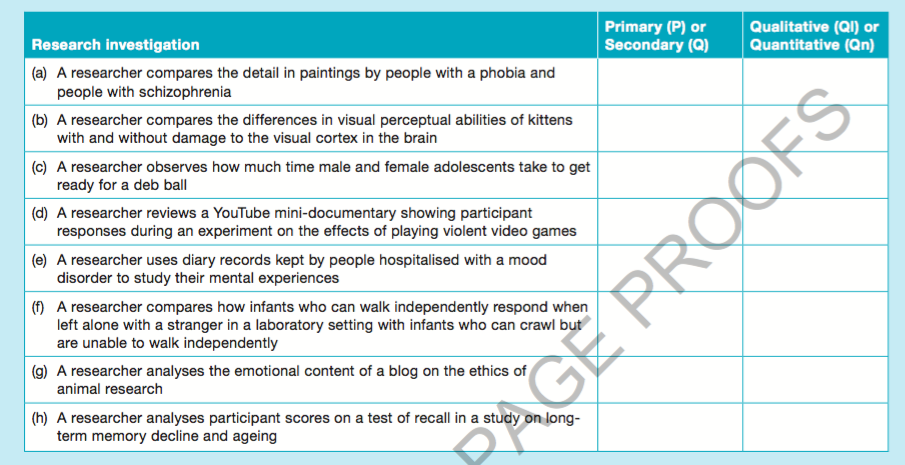 Research investigation
Primary (P) or
Secondary (Q)
Qualitative (Ql) or
Quantitative (Qn)
(a) A researcher compares the detail in paintings by people with a phobia and
people with schizophrenia
(b) A researcher compares the differences in visual perceptual abilities of kittens
with and without damage to the visual cortex in the brain
(c) A researcher observes how much time male and female adolescents take to get
ready for a deb ball
(d) A researcher reviews a YouTube mini-documentary showing participant
responses during an experiment on the effects of playing violent video games
(e) A researcher uses diary records kept by people hospitalised with a mood
disorder to study their mental experiences
(f) A researcher compares how infants who can walk independently respond when
left alone with a stranger in a laboratory setting with infants who can crawl but
are unable to walk independently
(g) A researcher analyses the emotional content of a blog on the ethics of
animal research
(h) A researcher analyses participant scores on a test of recall in a study on long-
term memory decline and ageing
PAGE PROOFS